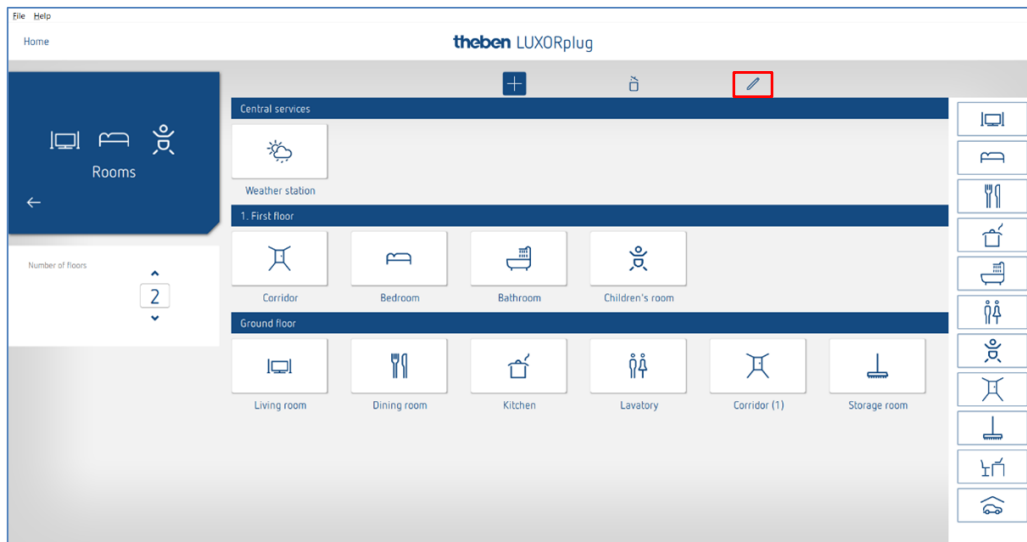 File Help
Home
theben LUXORplug
Rooms
Number of floors
2
Central services
Weather station
1. First floor
Corridor Bedroom Bathroom Children's room
Ground floor
Living room Dining room Kitchen Lavatory Corridor (1) Storage room